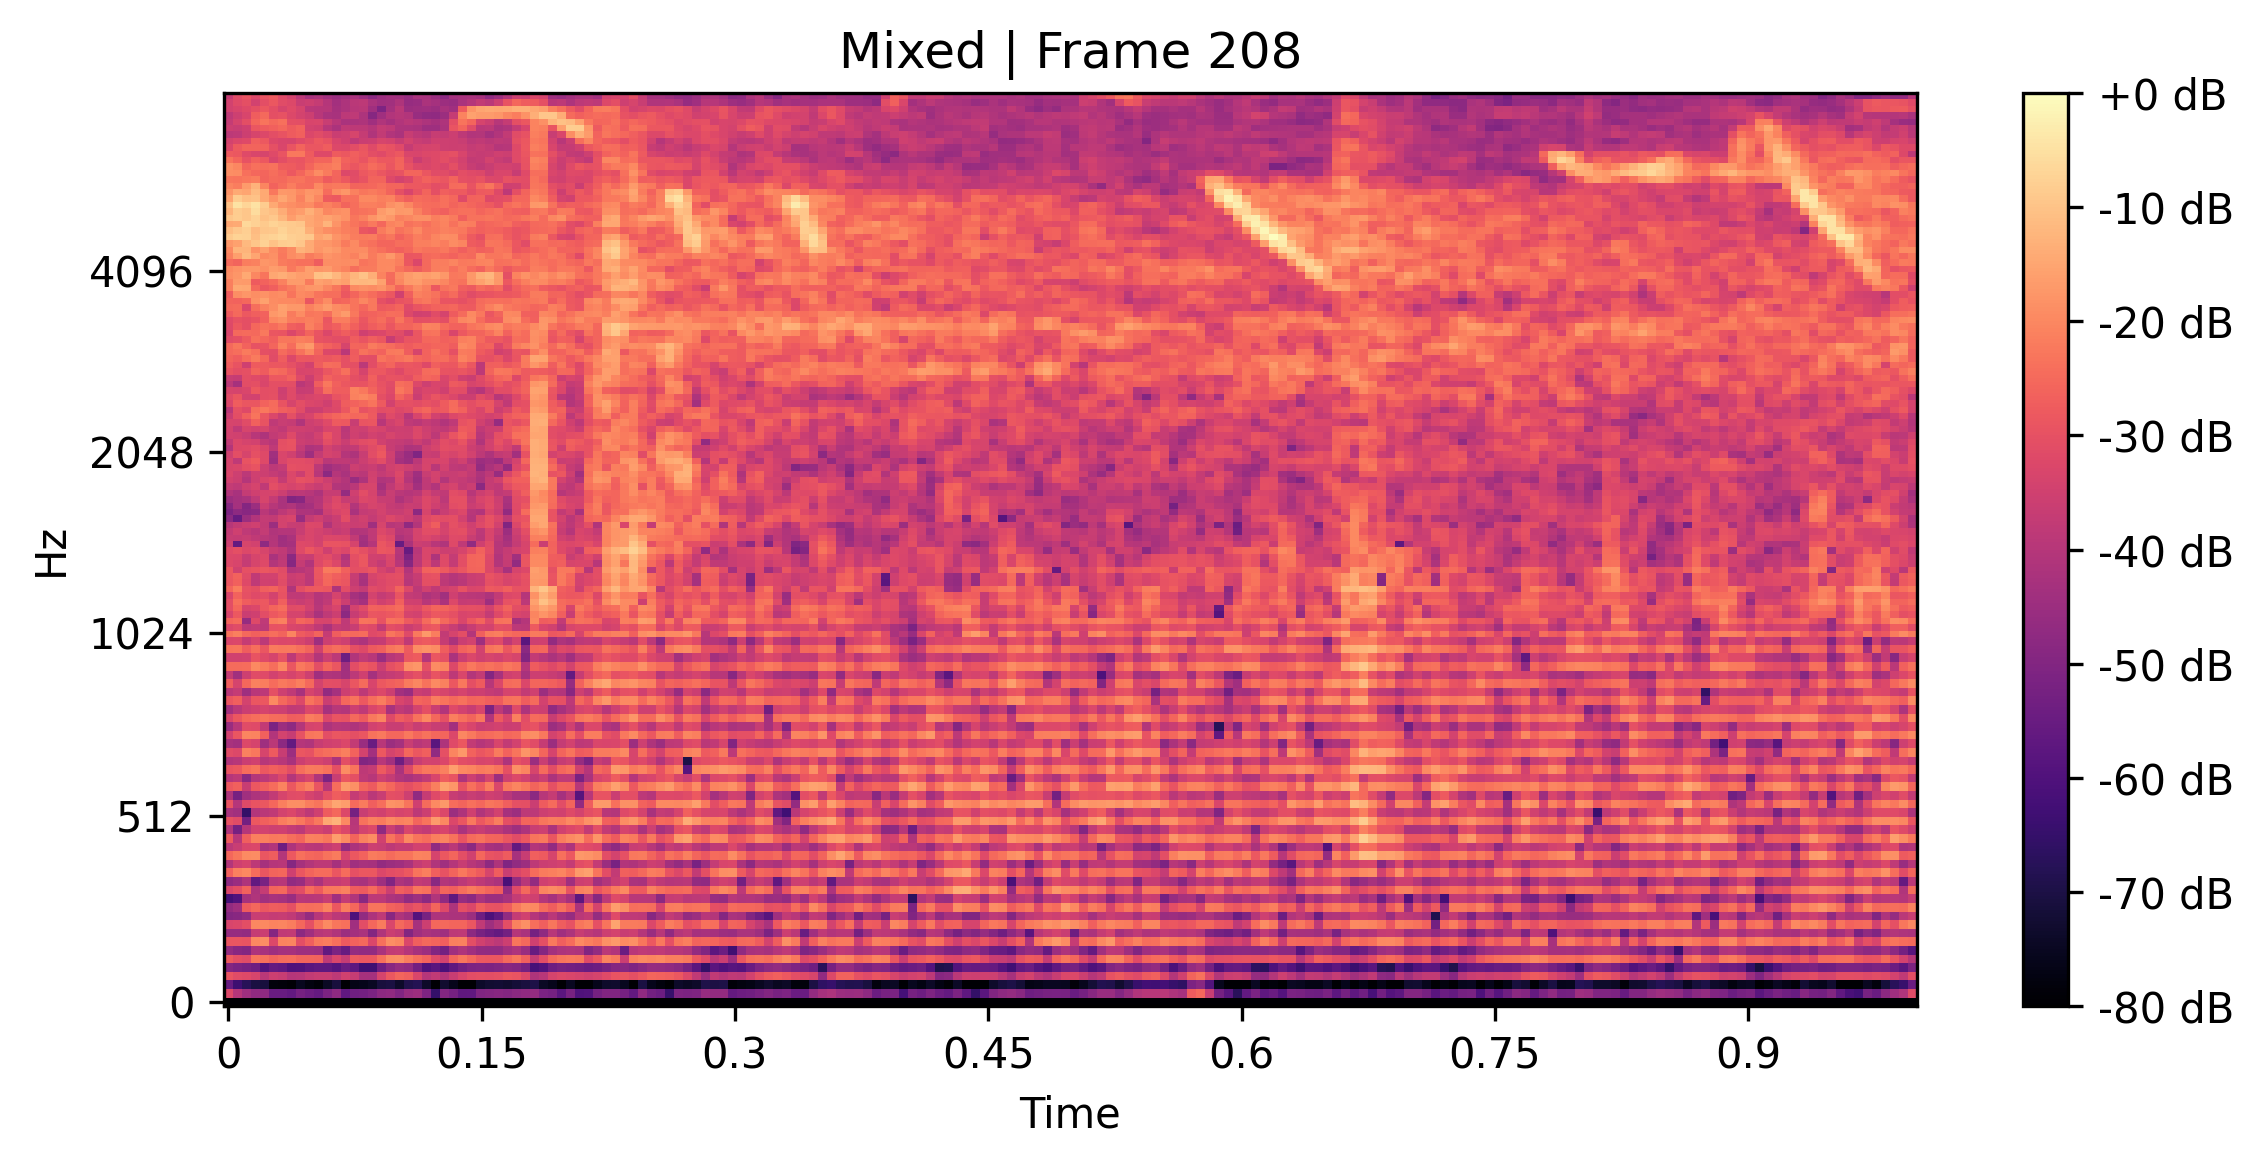 Mixed | Frame 208
+0 dB
-10 dB
-20 dB
-30 dB
-40 dB
-50 dB
-60 dB
-70 dB
-80 dB
Hz
4096
2048
1024
512
0
0 0.15 0.3 0.45 0.6 0.75 0.9
Time